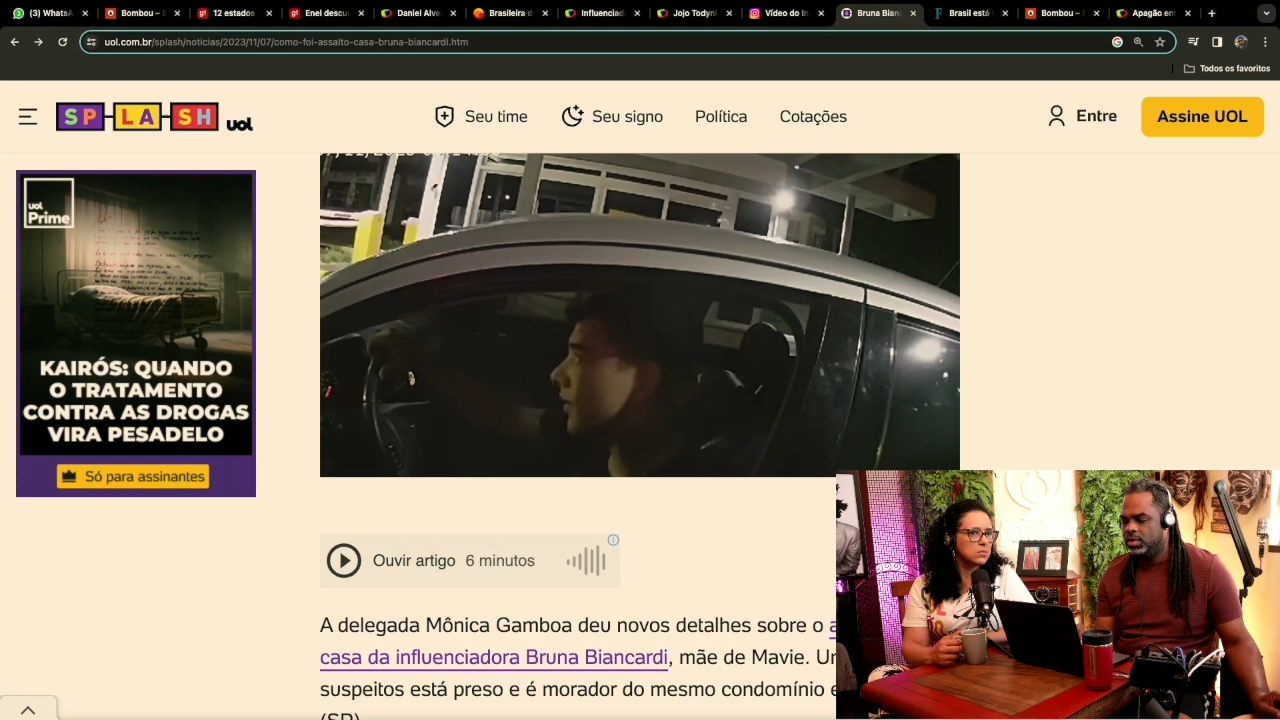 (3) WhatsA
Bombou – 
12 estados
Enel descu
Daniel Alve
Brasileira d
Influenciad
Jojo Todyn
Vídeo do In
Bruna Bian
Brasil está
Bombou –
Apagão em
uol.com.br/splash/noticias/2023/11/07/como-foi-assalto-casa-bruna-biancardi.htm
Todos os favoritos
SPLASH uol
Seu time
Seu signo
Política
Cotações
Entre
Assine UOL
uol
Prime
KAIRÓS: QUANDO
O TRATAMENTO
CONTRA AS DROGAS
VIRA PESADELO
Só para assinantes
Ouvir artigo 6 minutos
A delegada Mônica Gamboa deu novos detalhes sobre o
casa da influenciadora Bruna Biancardi, mãe de Mavie.
suspeitos está preso e é morador do mesmo condomínio
(SP)